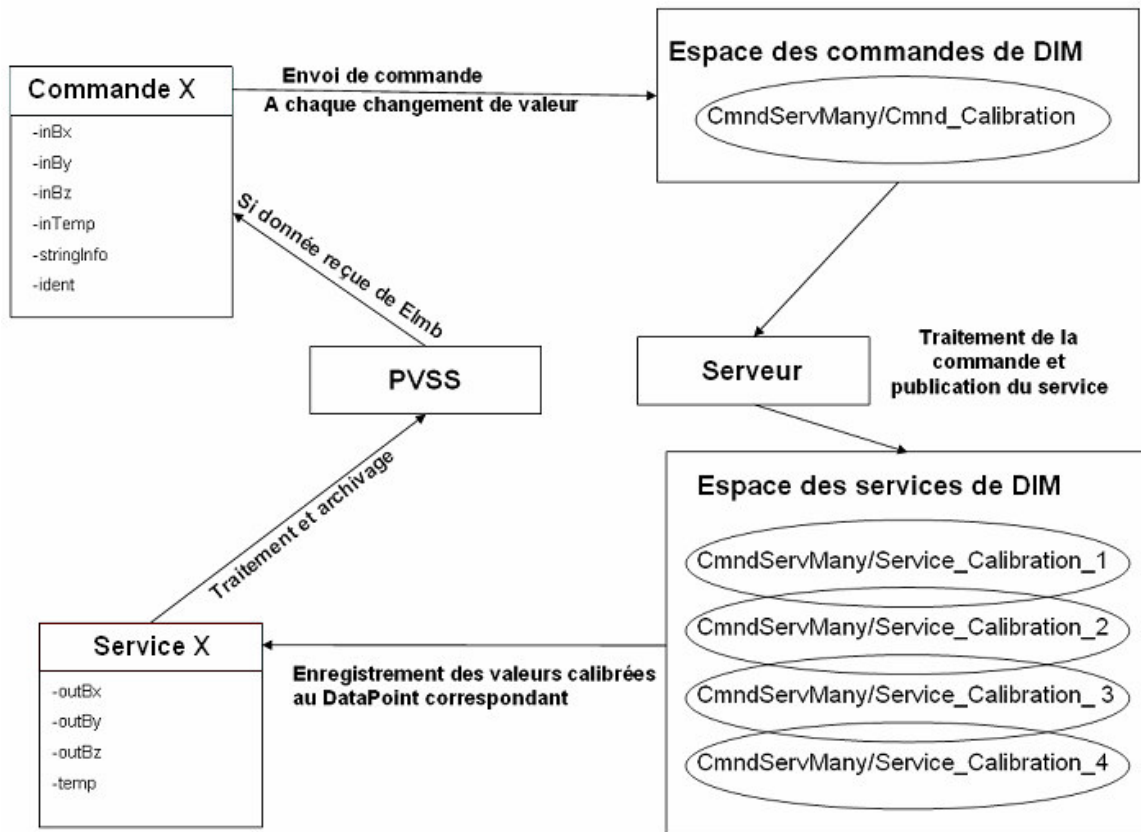 Commande X
-inBx
-inBy
-inBz
-inTemp
-stringInfo
-ident
Envoi de commande
A chaque changement de valeur
Espace des commandes de DIM
CmndServMany/Cmnd_Calibration
Si donnée reçue de Elmb
PVSS
Serveur
Traitement de la
commande et
publication du service
Traitement et archivage
Espace des services de DIM
CmndServMany/Service_Calibration_1
CmndServMany/Service_Calibration_2
CmndServMany/Service_Calibration_ 3
CmndServMany/Service_Calibration_4
Service X
-outBx
-outBy
-outBz
-temp
Enregistrement des valeurs calibrées
au DataPoint correspondant